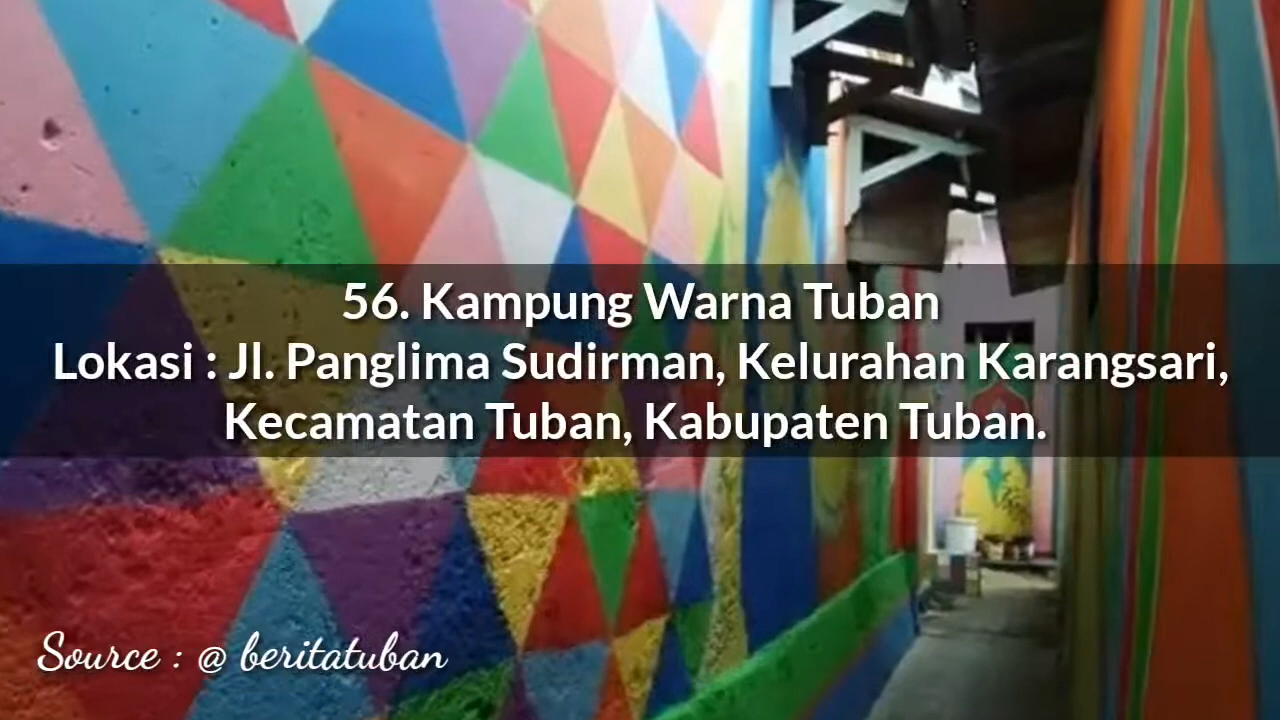 56. Kampung Warna Tuban
Lokasi : Jl. Panglima Sudirman, Kelurahan Karangsari,
Kecamatan Tuban, Kabupaten Tuban.
Source : @ beritatuban